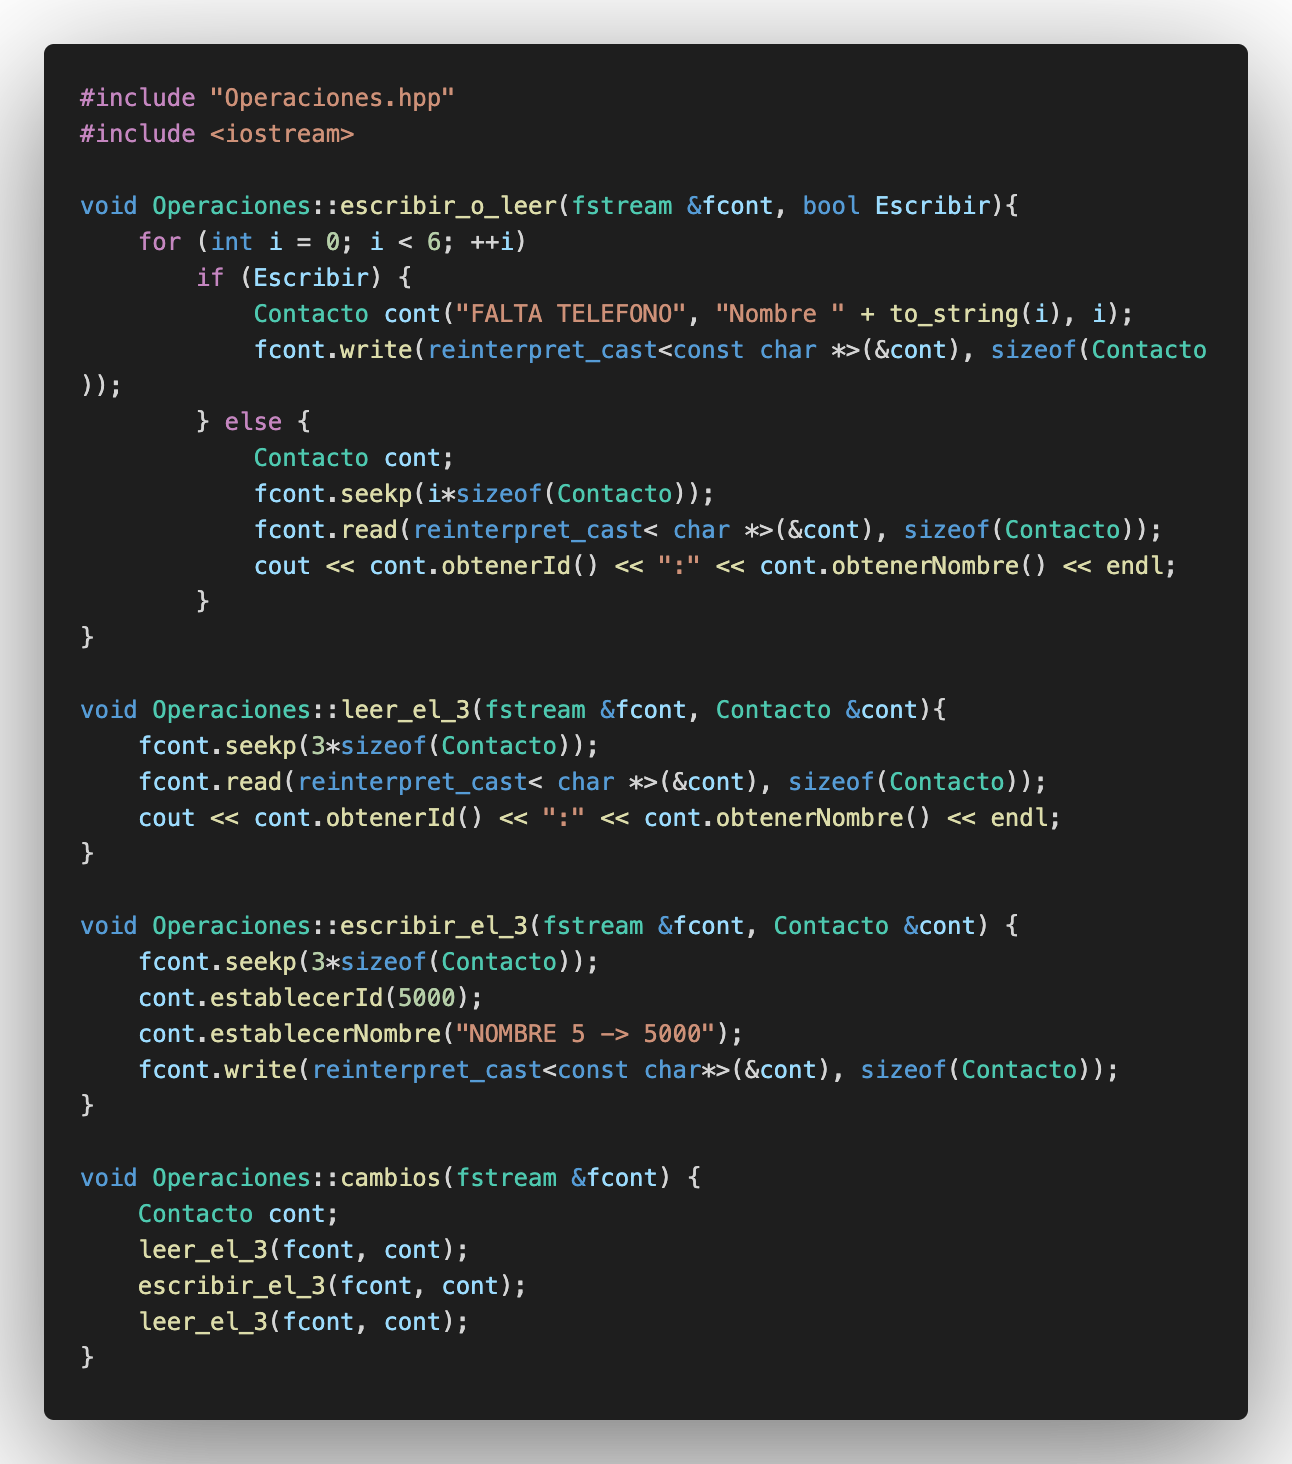 #include "Operaciones.hpp"
#include <iostream>

void Operaciones::escribir_o_leer(fstream &fcont, bool Escribir){
    for (int i = 0; i < 6; ++i)
        if (Escribir) {
            Contacto cont("FALTA TELEFONO", "Nombre " + to_string(i), i);
            fcont.write(reinterpret_cast<const char *>(&cont), sizeof(Contacto
));
        } else {
            Contacto cont;
            fcont.seekp(i*sizeof(Contacto));
            fcont.read(reinterpret_cast< char *>(&cont), sizeof(Contacto));
            cout << cont.obtenerId() << ":" << cont.obtenerNombre() << endl;
        }
}

void Operaciones::leer_el_3(fstream &fcont, Contacto &cont){
    fcont.seekp(3*sizeof(Contacto));
    fcont.read(reinterpret_cast< char *>(&cont), sizeof(Contacto));
    cout << cont.obtenerId() << ":" << cont.obtenerNombre() << endl;
}

void Operaciones::escribir_el_3(fstream &fcont, Contacto &cont) {
    fcont.seekp(3*sizeof(Contacto));
    cont.establecerId(5000);
    cont.establecerNombre("NOMBRE 5 -> 5000");
    fcont.write(reinterpret_cast<const char*>(&cont), sizeof(Contacto));
}

void Operaciones::cambios(fstream &fcont) {
    Contacto cont;
    leer_el_3(fcont, cont);
    escribir_el_3(fcont, cont);
    leer_el_3(fcont, cont);
}